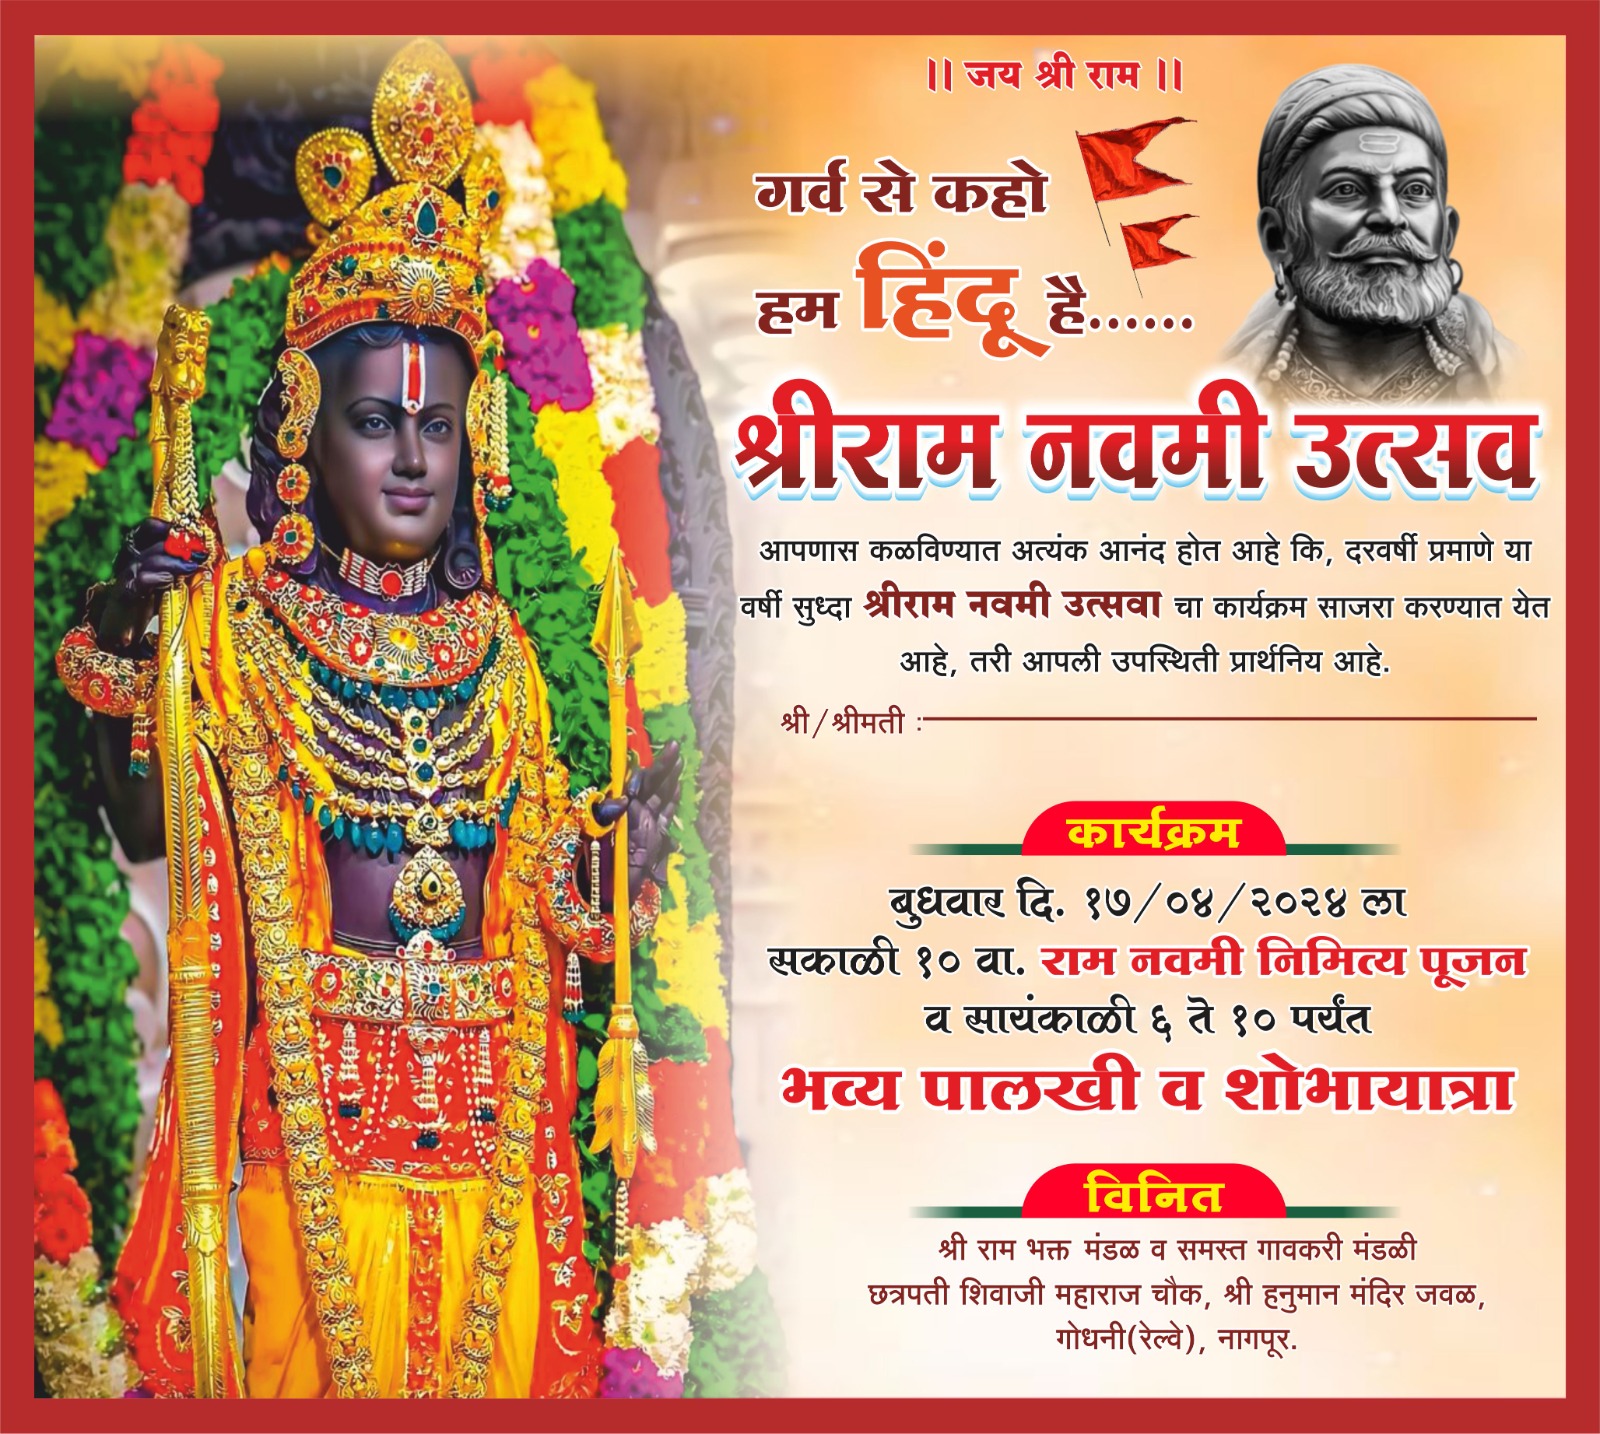 || जय श्री राम ||
गर्व से कहो
हम हिंदू है......
श्रीराम नवमी उत्सव
आपणास कळविण्यात अत्यंक आनंद होत आहे कि, दरवर्षी प्रमाणे या
वर्षी सुध्दा श्रीराम नवमी उत्सवा चा कार्यक्रम साजरा करण्यात येत
आहे, तरी आपली उपस्थिती प्रार्थनिय आहे.
श्री/श्रीमती :
कार्यक्रम
बुधवार दि. १७/०४/२०२४ ला
सकाळी १० वा. राम नवमी निमित्य पूजन
व सायंकाळी ६ ते १० पर्यंत
भव्य पालखी व शोभायात्रा
विनित
श्री राम भक्त मंडळ व समस्त गावकरी मंडळी
छत्रपती शिवाजी महाराज चौक, श्री हनुमान मंदिर जवळ,
गोधनी(रेल्वे), नागपूर.